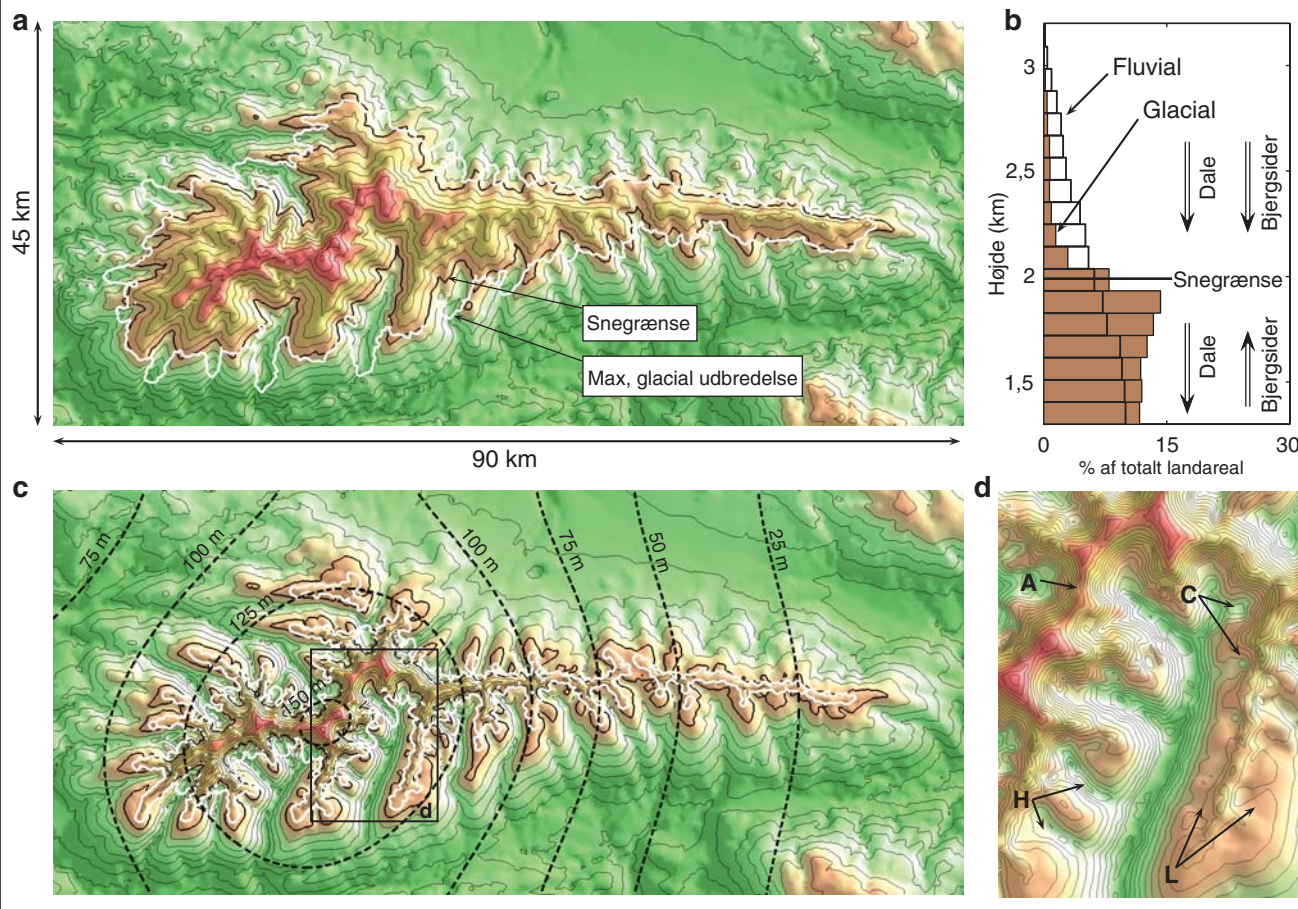 a
45 km
90 km
Snegrænse
Max, glacial udbredelse
b
Højde (km)
3
2,5
2
1,5
Fluvial
Glacial
Dale
Bjergsider
Snegrænse
Dale
Bjergsider
0
15
30
% af totalt landareal
c
75 m
100 m
125 m
150 m
100 m
75 m
50 m
25 m
d
d
A
C
H
L